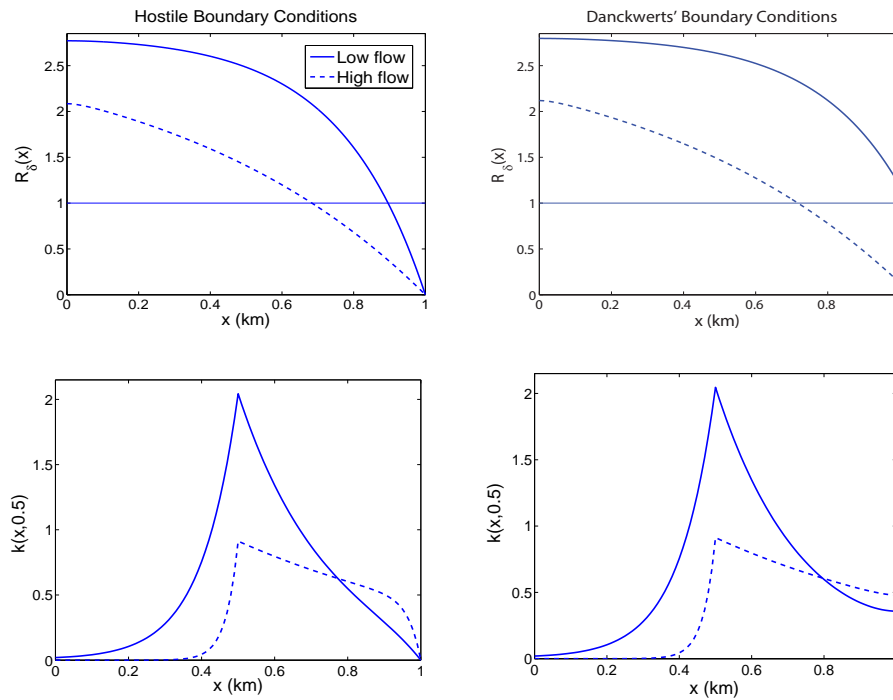 Hostile Boundary Conditions
2.5
2
1.5
1
0.5
0
R_δ(x)
Low flow
High flow
0 0.2 0.4 0.6 0.8 1
x (km)
Danckwerts' Boundary Conditions
2.5
2
1.5
1
0.5
0
R_δ(x)
0 0.2 0.4 0.6 0.8
x (km)
2
1.5
1
0.5
0
k(x,0.5)
0 0.2 0.4 0.6 0.8 1
x (km)
2
1.5
1
0.5
0
k(x,0.5)
0 0.2 0.4 0.6 0.8
x (km)